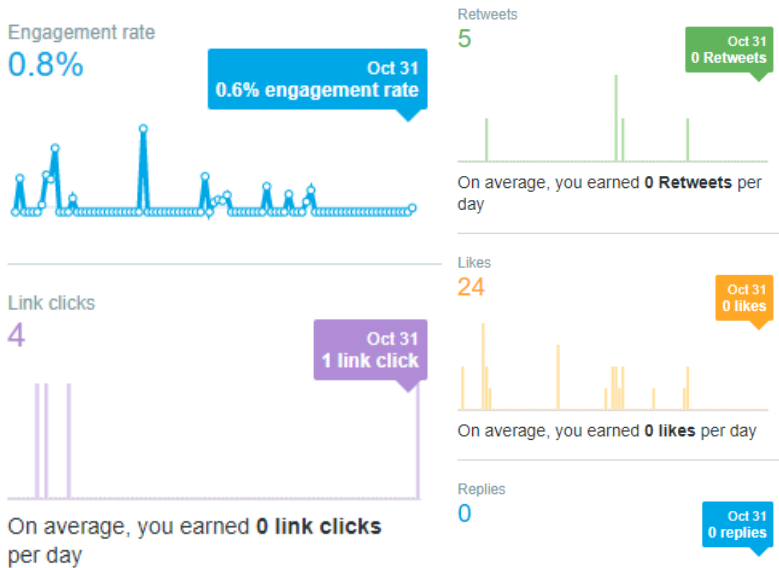 Engagement rate
0.8%
Oct 31
0.6% engagement rate
Link clicks
4
Oct 31
1 link click
On average, you earned 0 link clicks
per day
Retweets
5
Oct 31
0 Retweets
On average, you earned 0 Retweets per
day
Likes
24
Oct 31
0 likes
On average, you earned 0 likes per day
Replies
0
Oct 31
0 replies